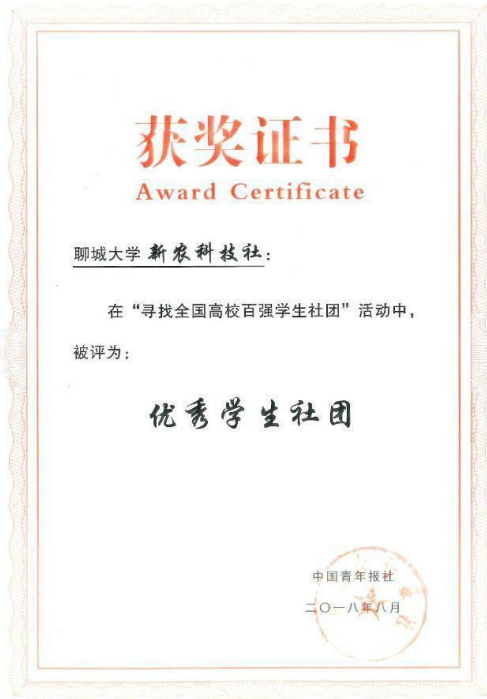 获奖证书
Award Certificate
聊城大学 新农科技社：
在“寻找全国高校百强学生社团”活动中，
被评为：
优秀学生社团
中国青年报社
二〇一八年八月